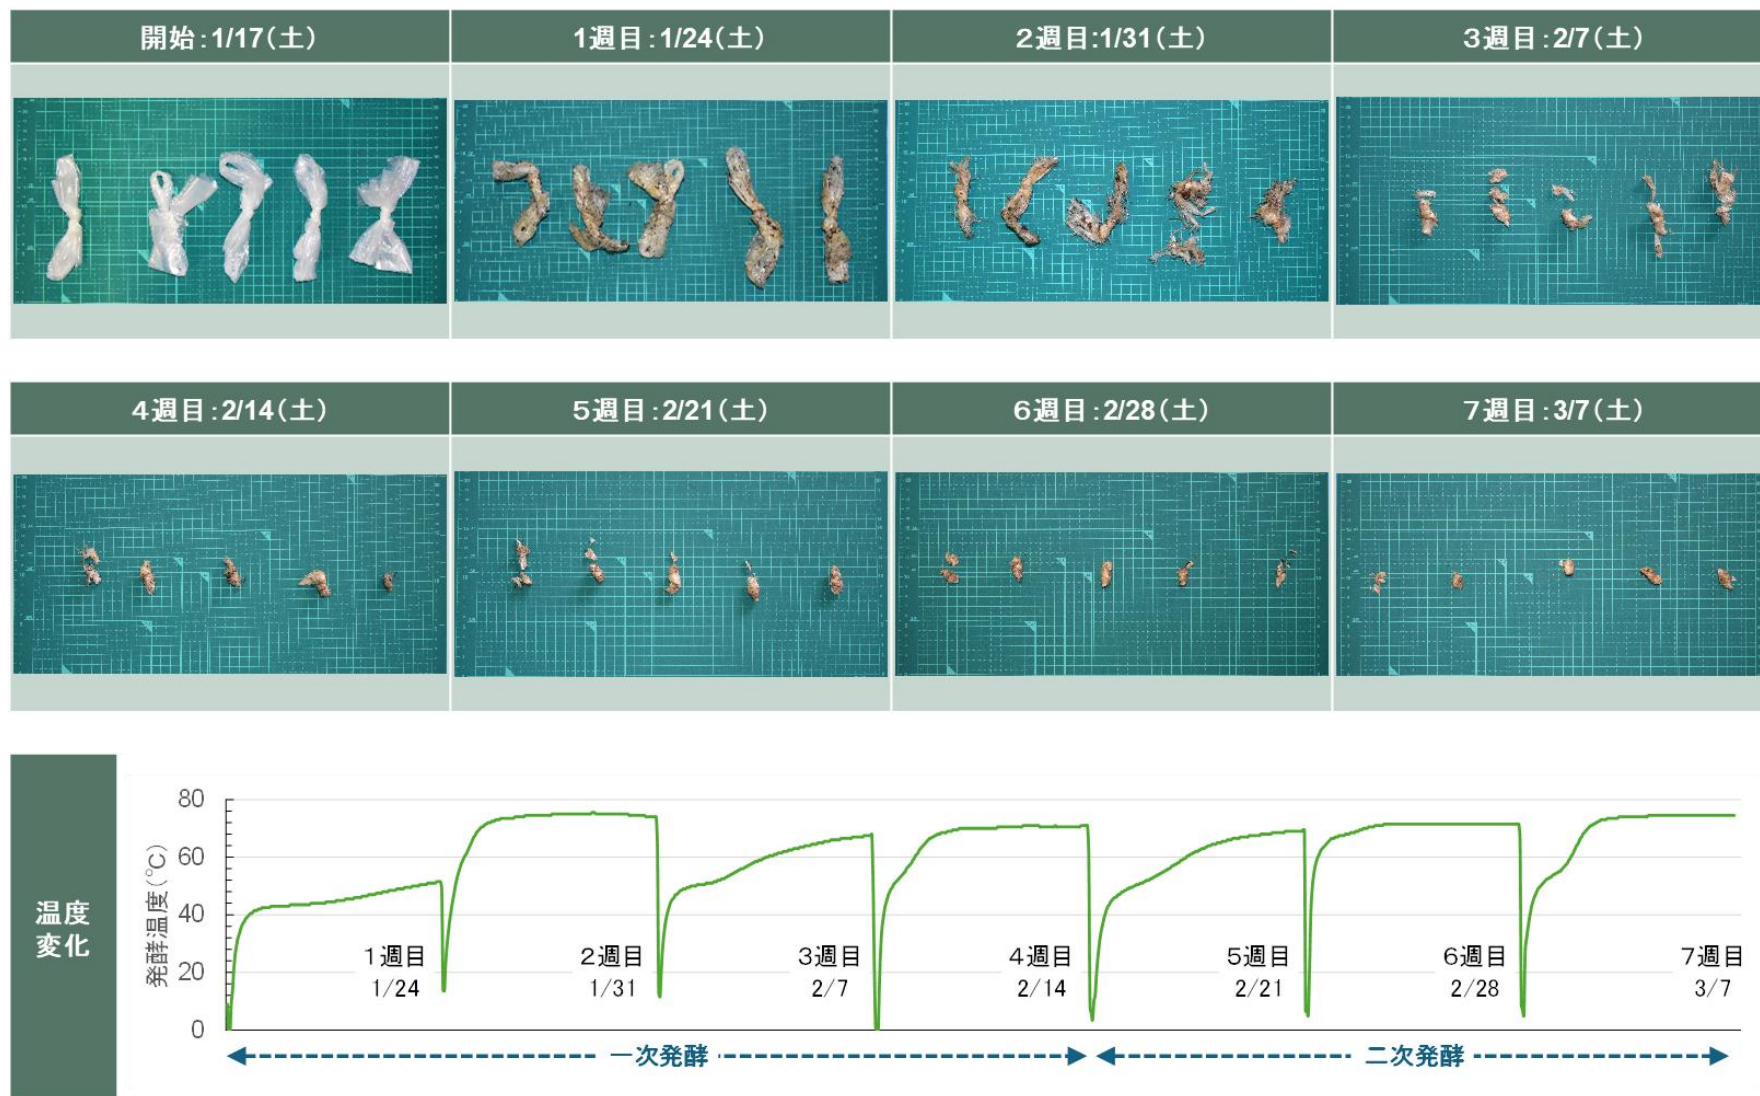 開始:1/17(土)
1週目:1/24(土)
2週目:1/31(土)
3週目:2/7(土)
4週目:2/14(土)
5週目:2/21(土)
6週目:2/28(土)
7週目:3/7(土)
温度
変化
発酵温度(℃)
80
60
40
20
0
1週目
1/24
2週目
1/31
3週目
2/7
4週目
2/14
5週目
2/21
6週目
2/28
7週目
3/7
一次発酵
二次発酵